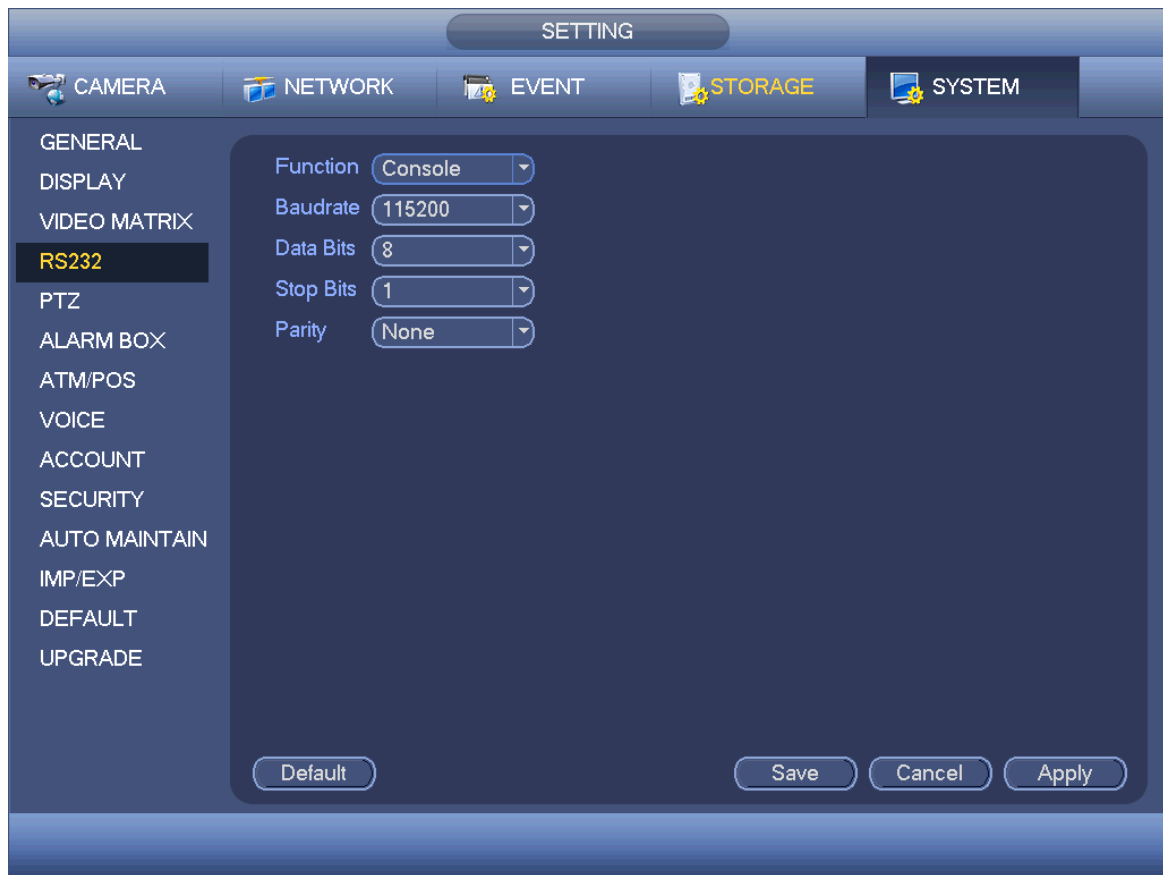 SETTING
CAMERA NETWORK EVENT STORAGE SYSTEM
GENERAL
DISPLAY
VIDEO MATRIX
RS232
PTZ
ALARM BOX
ATM/POS
VOICE
ACCOUNT
SECURITY
AUTO MAINTAIN
IMP/EXP
DEFAULT
UPGRADE
Function Console
Baudrate 115200
Data Bits 8
Stop Bits 1
Parity None
Default Save Cancel Apply